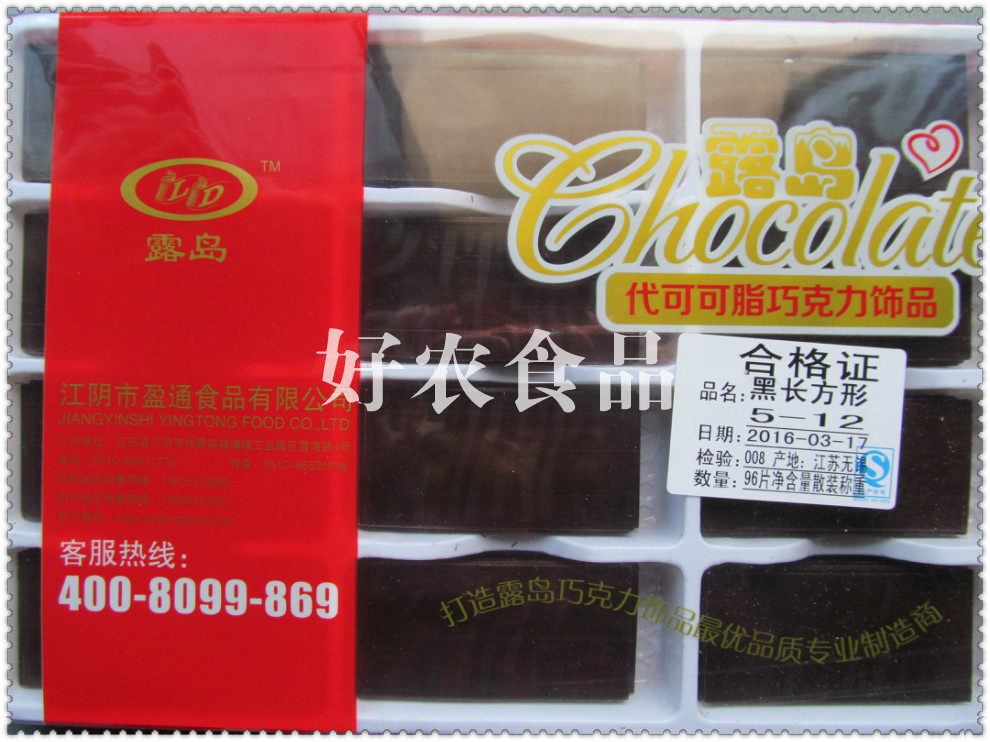 iLiD
TM
露岛
露岛
Chocolate
代可可脂巧克力饰品
好农食品
合格证
品名：黑长方形
5-12
日期：2016-03-17
检验：008 产地：江苏无锡
数量：96片净含量散装称重
江阴市盈通食品有限公司
JIANGYINSHI YINGTONG FOOD CO.,LTD.
电话：0510-86917778
客服热线：
400-8099-869
打造露岛巧克力饰品最优品质专业制造商